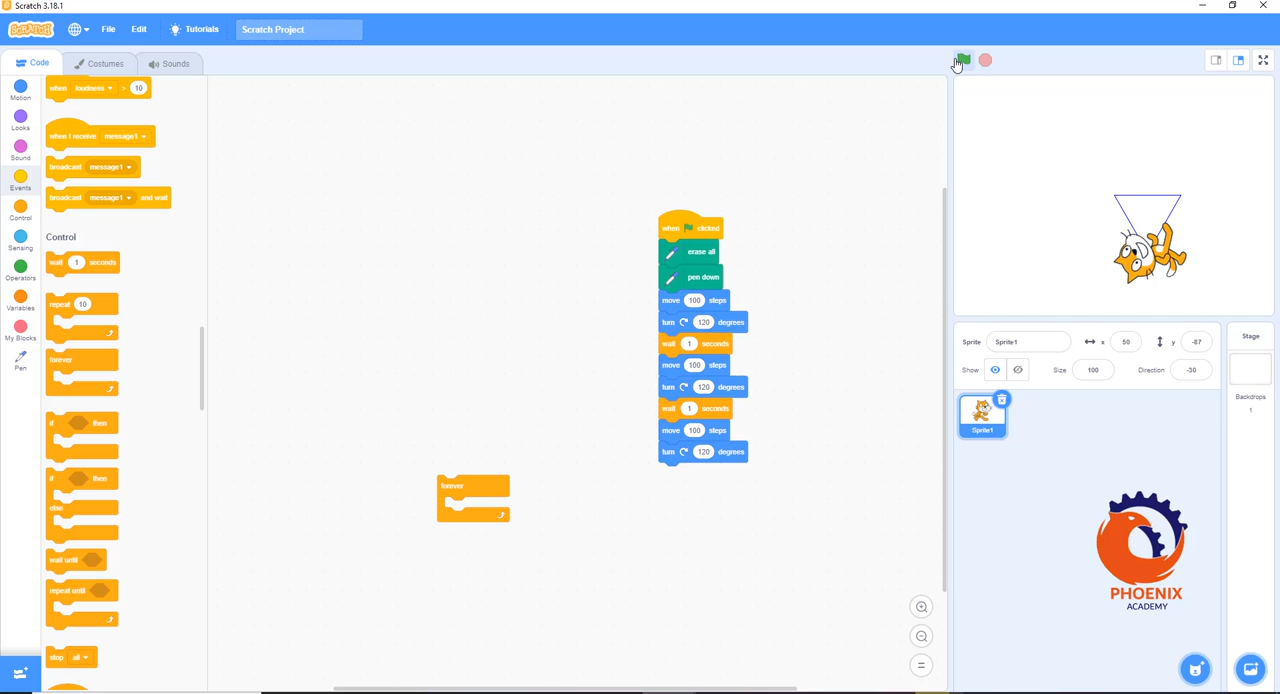 Scratch 3.18.1
SCRATCH File Edit Tutorials Scratch Project
Code Costumes Sounds
Motion
Looks
Sound
Events
Control
Sensing
Operators
Variables
My Blocks
Pen
when loudness > 10
when I receive message1
broadcast message1
broadcast message1 and wait
Control
wait 1 seconds
repeat 10
forever
if then
if then
else
wait until
repeat until
stop all
when clicked
erase all
pen down
move 100 steps
turn 120 degrees
wait 1 seconds
move 100 steps
turn 120 degrees
wait 1 seconds
move 100 steps
turn 120 degrees
forever
Sprite Sprite1 x 50 y -87
Show Size 100 Direction -30
Sprite1
Stage
Backdrops
1
PHOENIX
ACADEMY